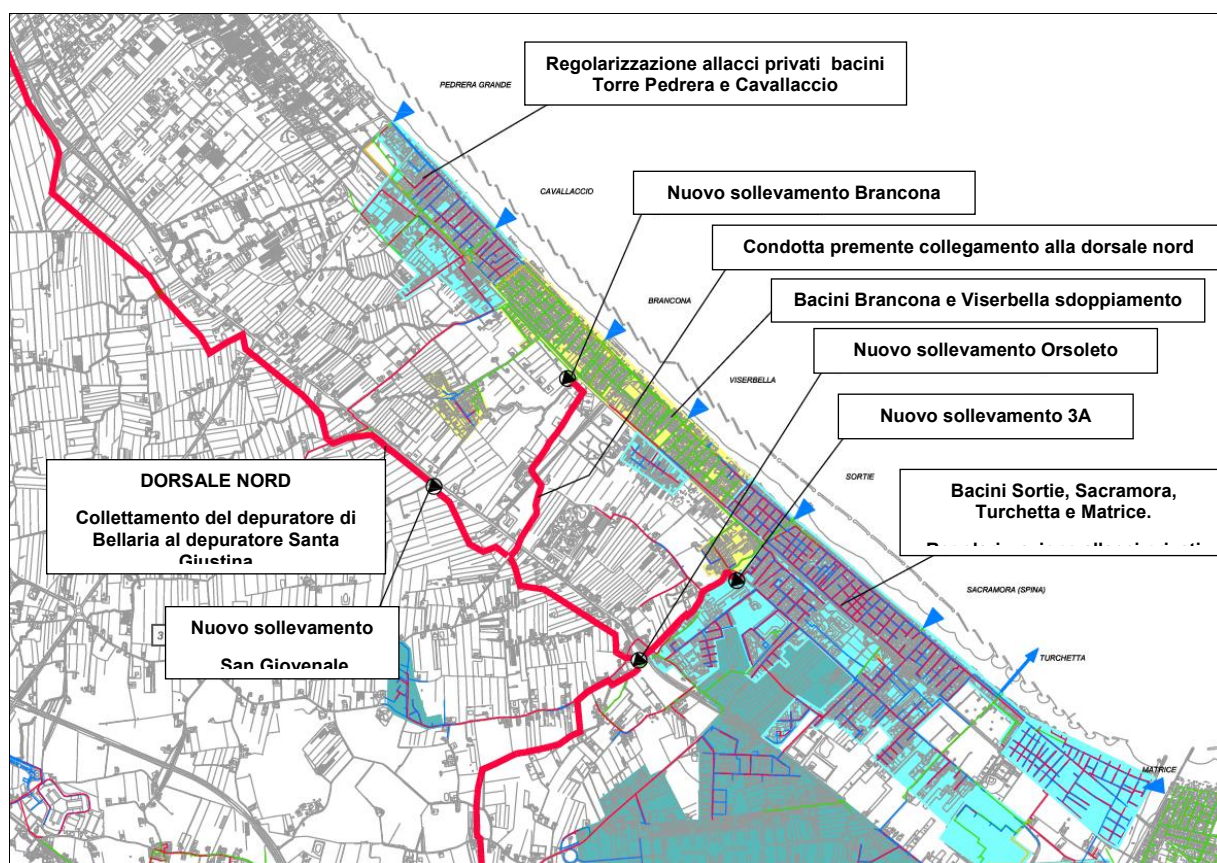 Regolarizzazione allacci privati bacini
Torre Pedrera e Cavallaccio
PEDRERA GRANDE
CAVALLACCIO
Nuovo sollevamento Brancona
Condotta premente collegamento alla dorsale nord
BRANCONA
Bacini Brancona e Viserbella sdoppiamento
Nuovo sollevamento Orsoleto
VISERBELLA
Nuovo sollevamento 3A
DORSALE NORD
Collettamento del depuratore di
Bellaria al depuratore Santa
Giustina
SORTIE
Bacini Sortie, Sacramora,
Turchetta e Matrice.
SACRAMORA (SPINA)
Nuovo sollevamento
San Giovenale
3
TURCHETTA
MATRICE